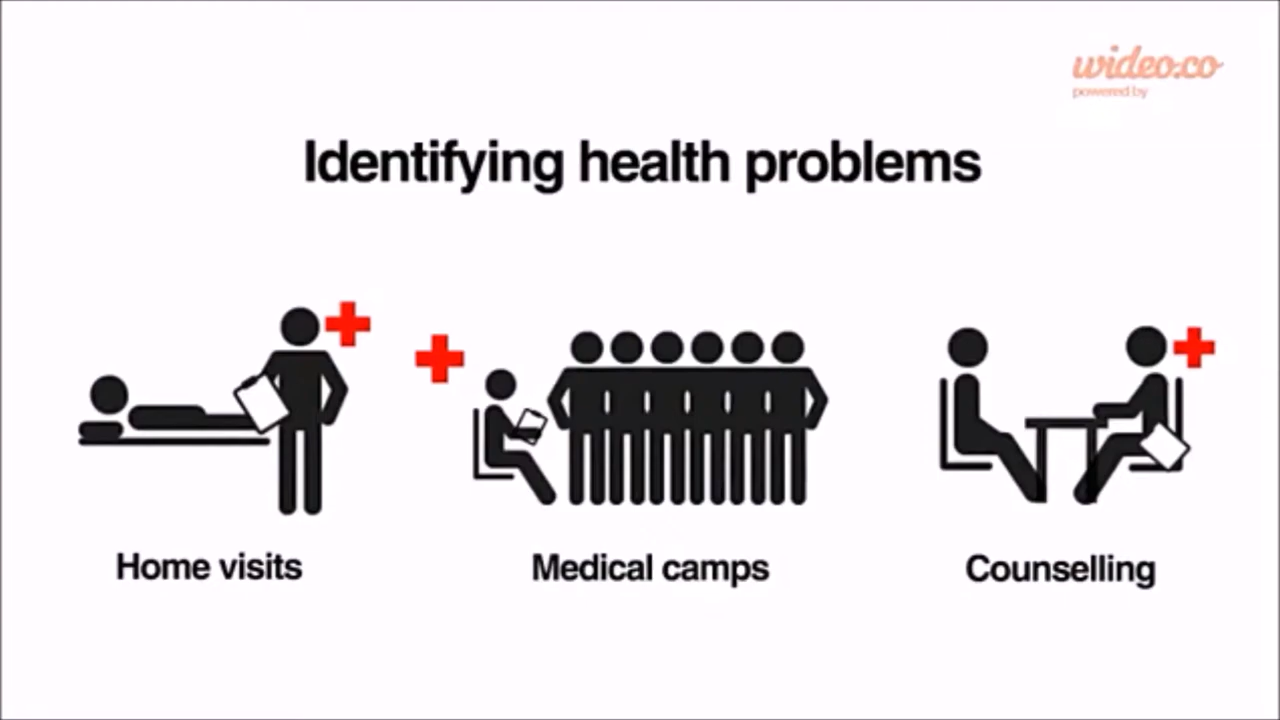 wideo.co
powered by
Identifying health problems
Home visits
Medical camps
Counselling